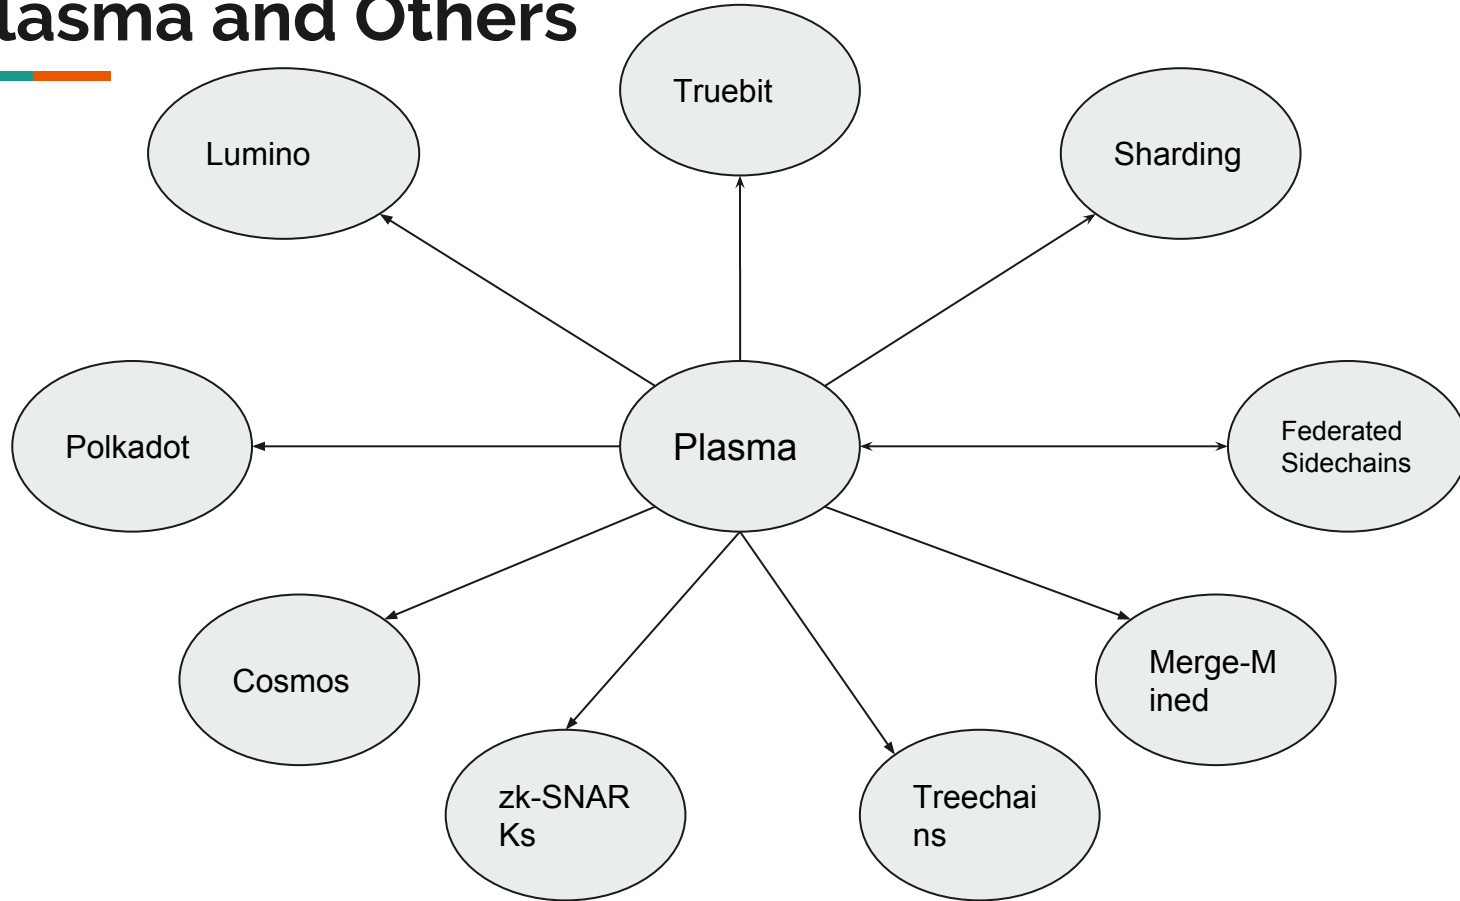 lasma and Others
Truebit
Lumino
Sharding
Polkadot
Plasma
Federated
Sidechains
Cosmos
Merge-M
ined
zk-SNAR
Ks
Treechai
ns